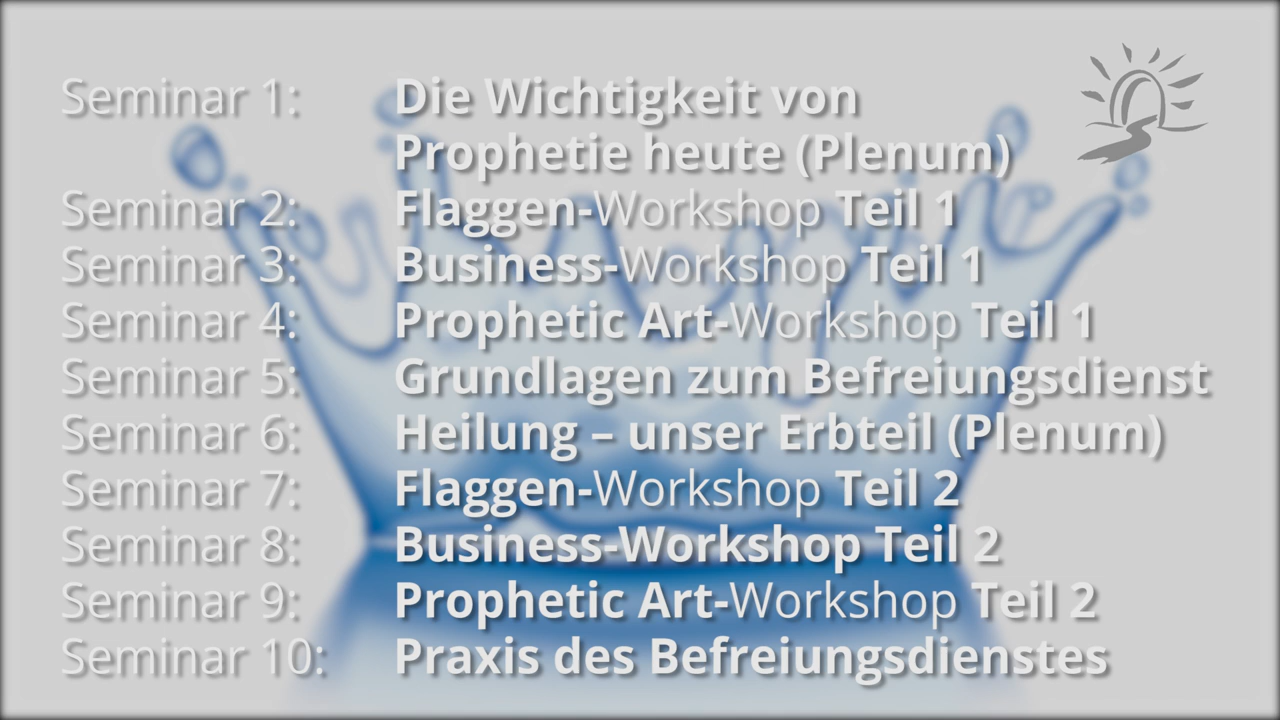 Seminar 1: Die Wichtigkeit von
Prophetie heute (Plenum)
Seminar 2: Flaggen-Workshop Teil 1
Seminar 3: Business-Workshop Teil 1
Seminar 4: Prophetic Art-Workshop Teil 1
Seminar 5: Grundlagen zum Befreiungsdienst
Seminar 6: Heilung – unser Erbteil (Plenum)
Seminar 7: Flaggen-Workshop Teil 2
Seminar 8: Business-Workshop Teil 2
Seminar 9: Prophetic Art-Workshop Teil 2
Seminar 10: Praxis des Befreiungsdienstes